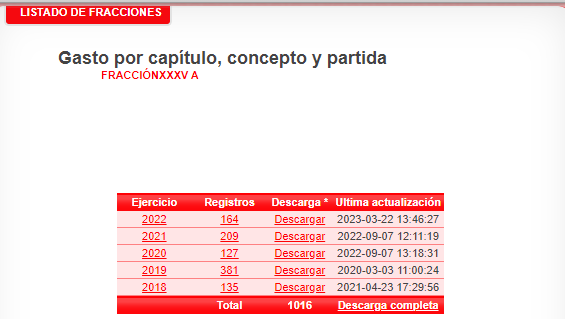 LISTADO DE FRACCIONES
Gasto por capítulo, concepto y partida
FRACCIÓNXXXV A
Ejercicio Registros Descarga * Ultima actualización
2022 164 Descargar 2023-03-22 13:46:27
2021 209 Descargar 2022-09-07 12:11:19
2020 127 Descargar 2022-09-07 13:18:31
2019 381 Descargar 2020-03-03 11:00:24
2018 135 Descargar 2021-04-23 17:29:56
Total 1016 Descarga completa